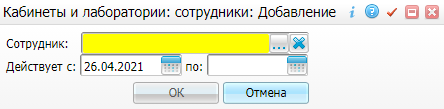 Кабинеты и лаборатории: сотрудники: Добавление
Сотрудник: ...
Действует с: 26.04.2021 по:
ОК Отмена